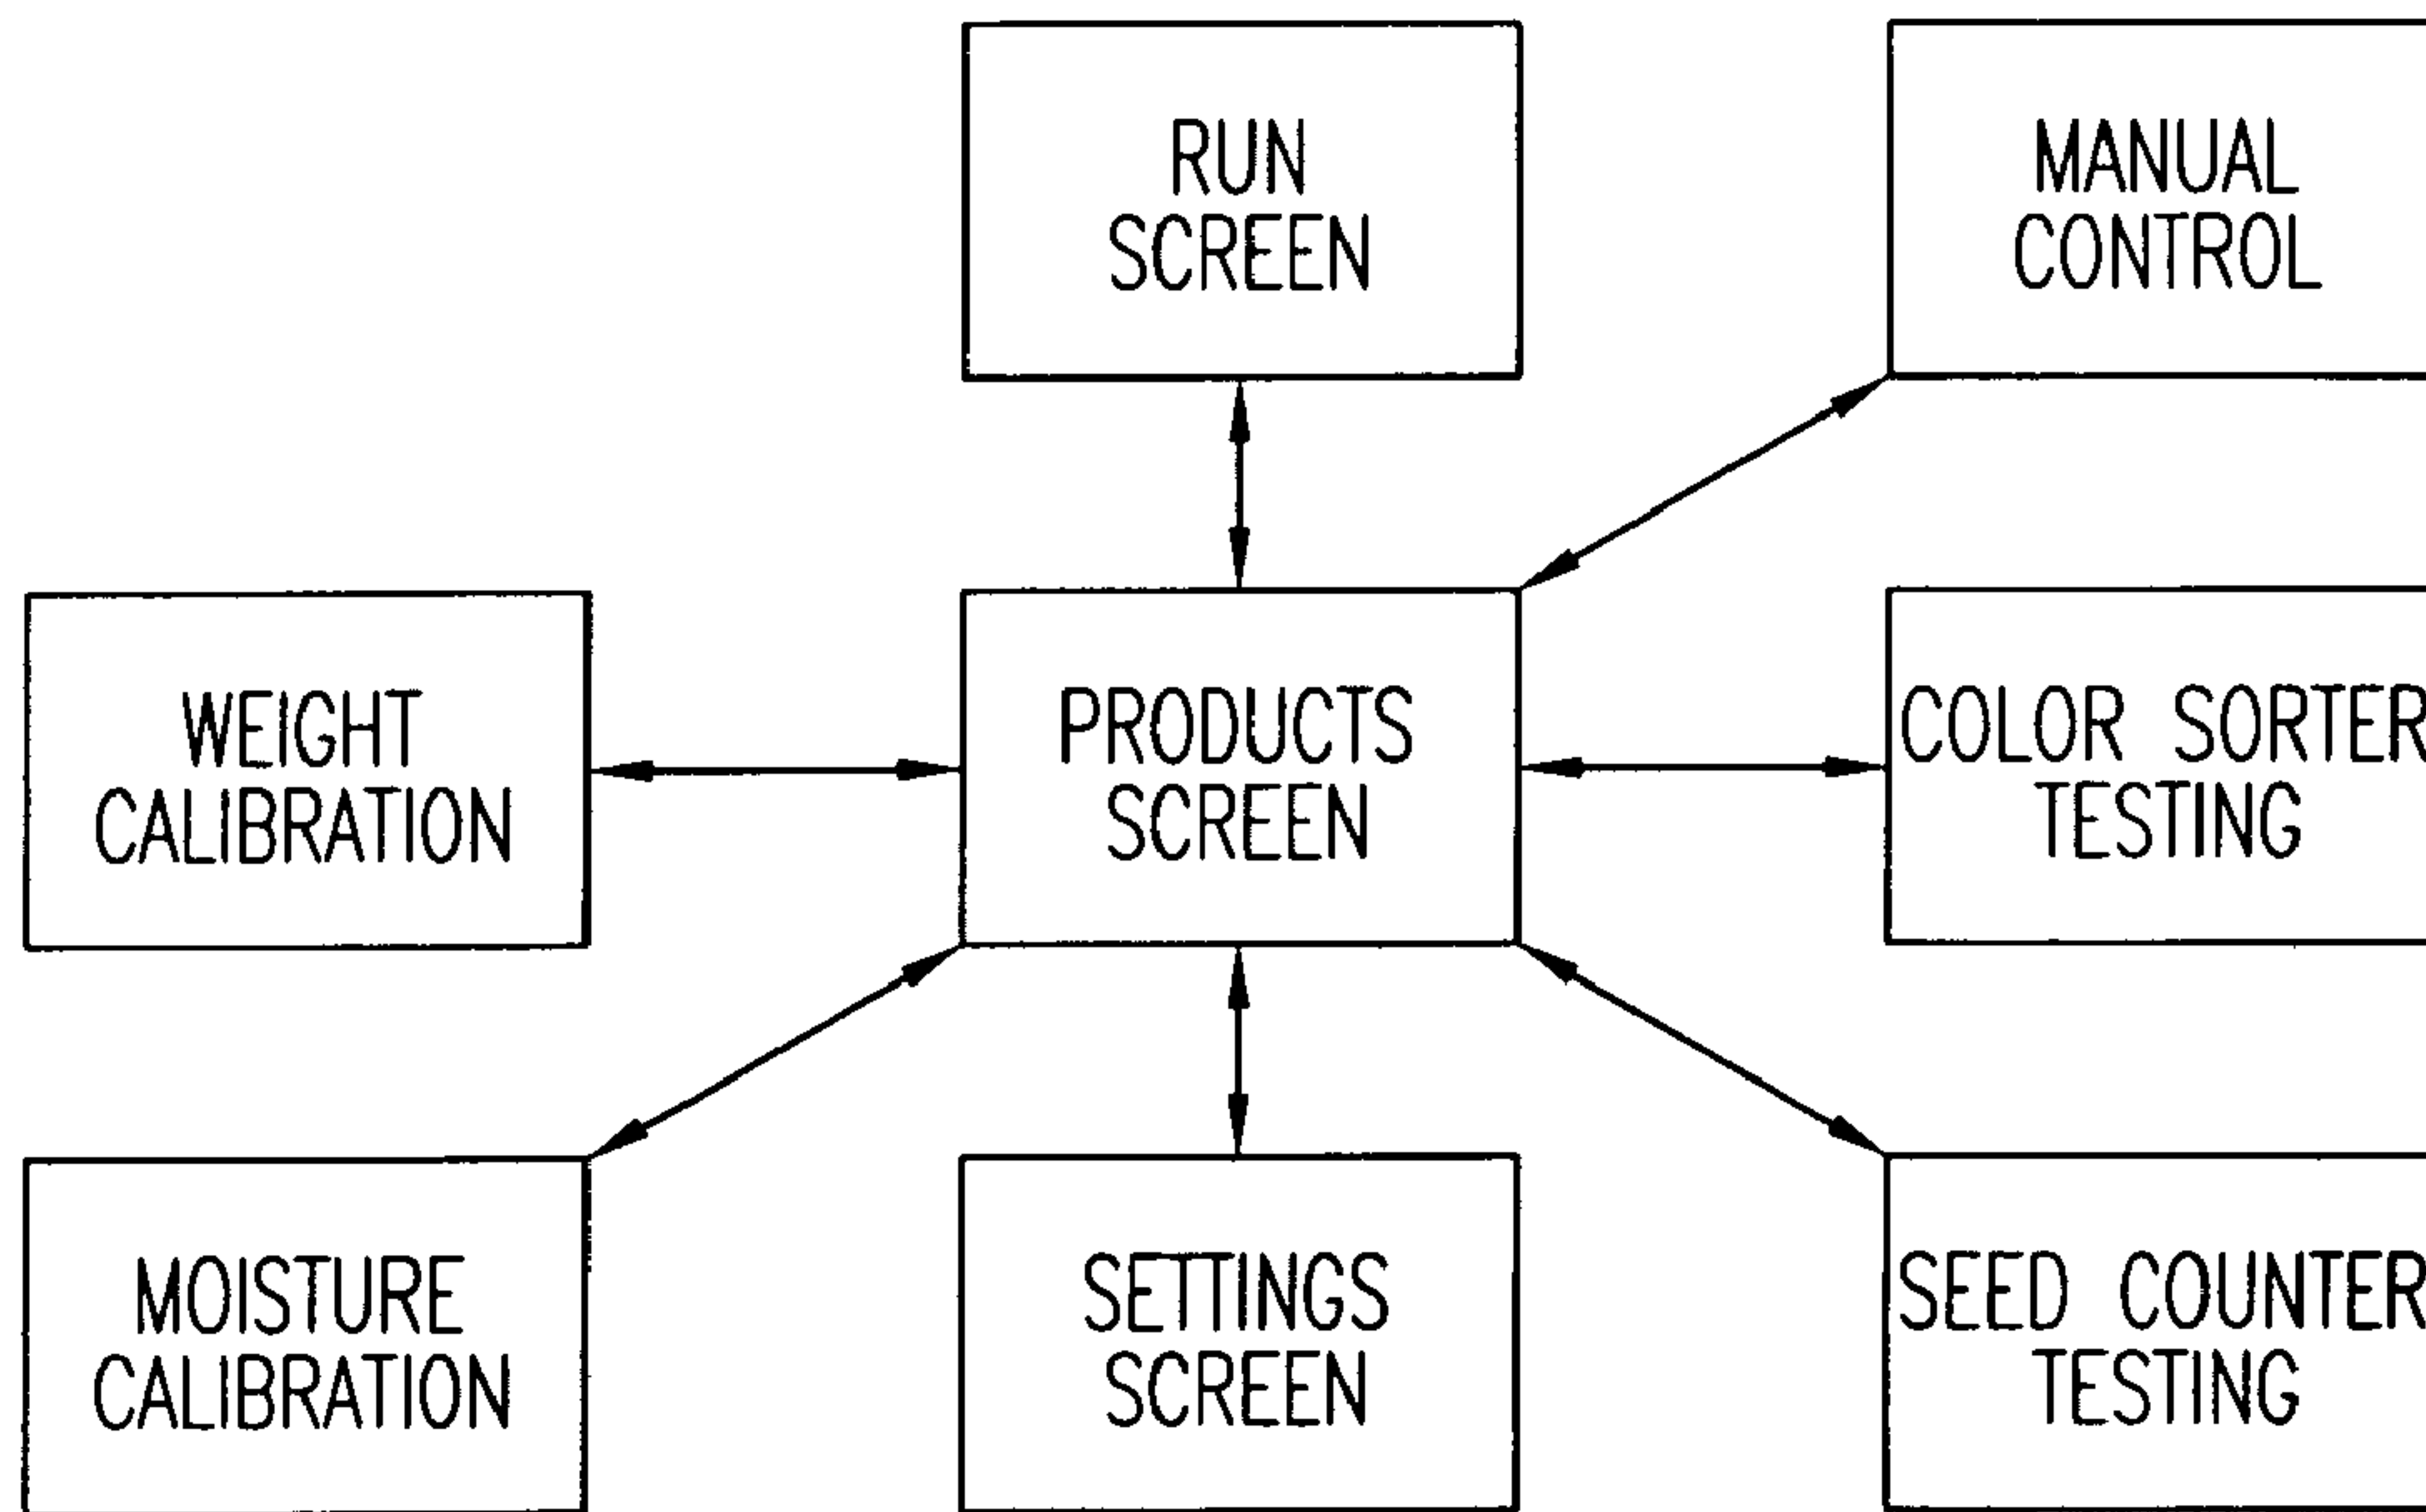 RUN
SCREEN
MANUAL
CONTROL
WEIGHT
CALIBRATION
PRODUCTS
SCREEN
COLOR SORTER
TESTING
MOISTURE
CALIBRATION
SETTINGS
SCREEN
SEED COUNTER
TESTING